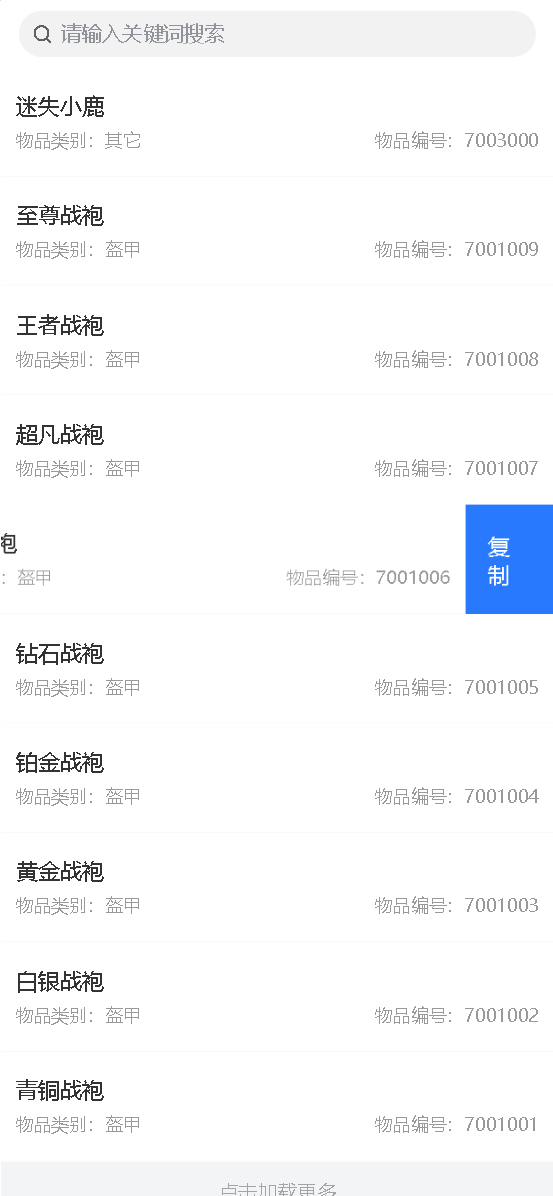 请输入关键词搜索
迷失小鹿
物品类别：其它 物品编号：7003000
至尊战袍
物品类别：盔甲 物品编号：7001009
王者战袍
物品类别：盔甲 物品编号：7001008
超凡战袍
物品类别：盔甲 物品编号：7001007
袍
：盔甲 物品编号：7001006
复
制
钻石战袍
物品类别：盔甲 物品编号：7001005
铂金战袍
物品类别：盔甲 物品编号：7001004
黄金战袍
物品类别：盔甲 物品编号：7001003
白银战袍
物品类别：盔甲 物品编号：7001002
青铜战袍
物品类别：盔甲 物品编号：7001001
点击加载更多